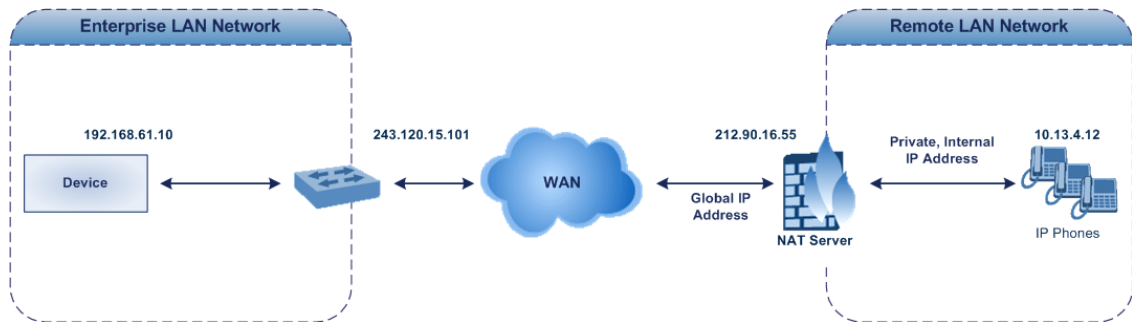 Enterprise LAN Network
Remote LAN Network
192.168.61.10
243.120.15.101
212.90.16.55
10.13.4.12
Private, Internal
IP Address
Device
WAN
Global IP
Address
NAT Server
IP Phones